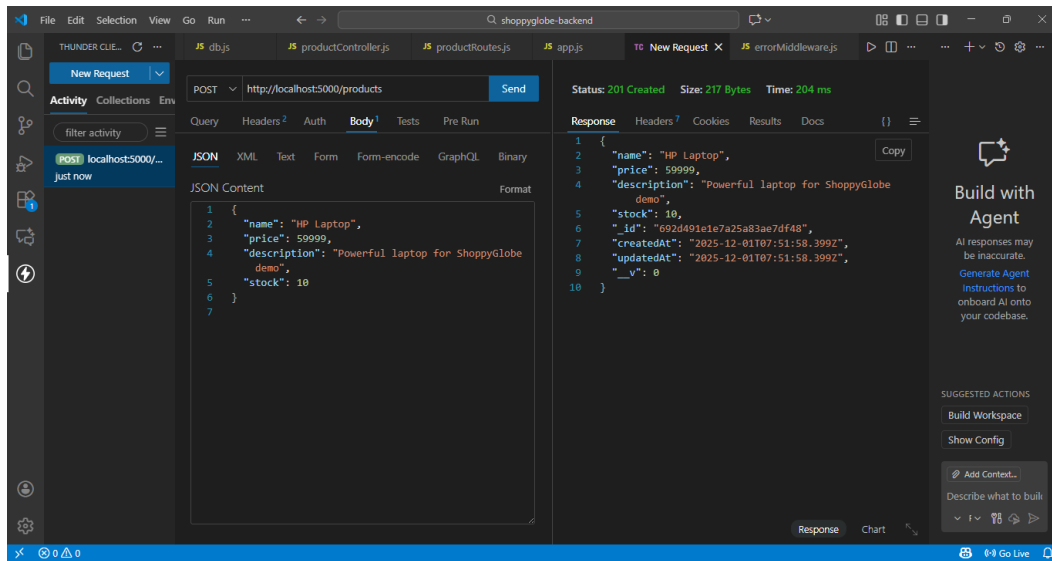 File Edit Selection View Go Run ··· shoppyglobe-backend
THUNDER CLIE... ···
JS db.js JS productController.js JS productRoutes.js JS app.js TC New Request JS errorMiddleware.js
New Request
Activity Collections Env
filter activity
POST localhost:5000/...
just now
POST http://localhost:5000/products Send
Query Headers 2 Auth Body 1 Tests Pre Run
JSON XML Text Form Form-encode GraphQL Binary
JSON Content Format
1 {
2 "name": "HP Laptop",
3 "price": 59999,
4 "description": "Powerful laptop for ShoppyGlobe
demo",
5 "stock": 10
6 }
7
Status: 201 Created Size: 217 Bytes Time: 204 ms
Response Headers 7 Cookies Results Docs {}
Copy
1 {
2 "name": "HP Laptop",
3 "price": 59999,
4 "description": "Powerful laptop for ShoppyGlobe
demo",
5 "stock": 10,
6 "_id": "692d491e1e7a25a83ae7df48",
7 "createdAt": "2025-12-01T07:51:58.399Z",
8 "updatedAt": "2025-12-01T07:51:58.399Z",
9 "__v": 0
10 }
Response Chart
Build with
Agent
AI responses may
be inaccurate.
Generate Agent
Instructions to
onboard AI onto
your codebase.
SUGGESTED ACTIONS
Build Workspace
Show Config
Add Context...
Describe what to build
1
0 0
Go Live